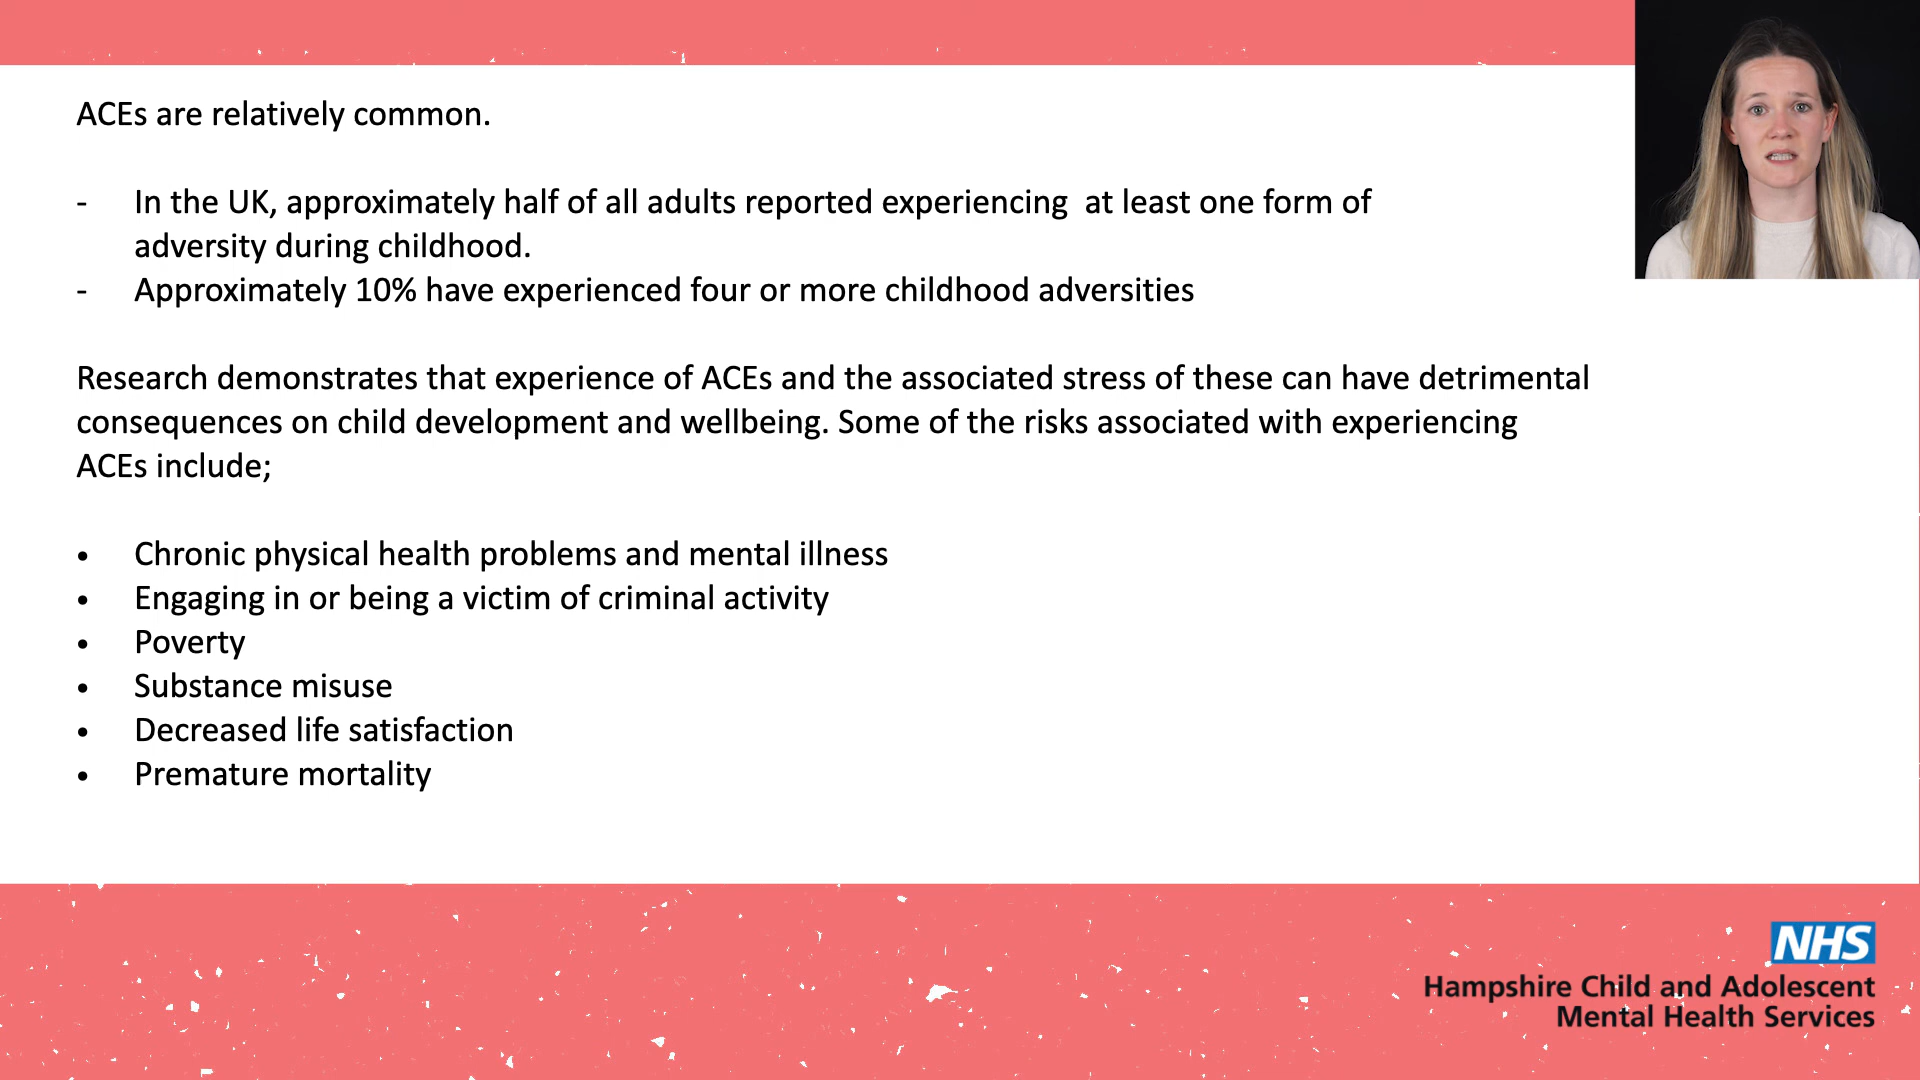 ACEs are relatively common.
- In the UK, approximately half of all adults reported experiencing  at least one form of
adversity during childhood.
- Approximately 10% have experienced four or more childhood adversities
Research demonstrates that experience of ACEs and the associated stress of these can have detrimental
consequences on child development and wellbeing. Some of the risks associated with experiencing
ACEs include;
• Chronic physical health problems and mental illness
• Engaging in or being a victim of criminal activity
• Poverty
• Substance misuse
• Decreased life satisfaction
• Premature mortality
NHS
Hampshire Child and Adolescent
Mental Health Services